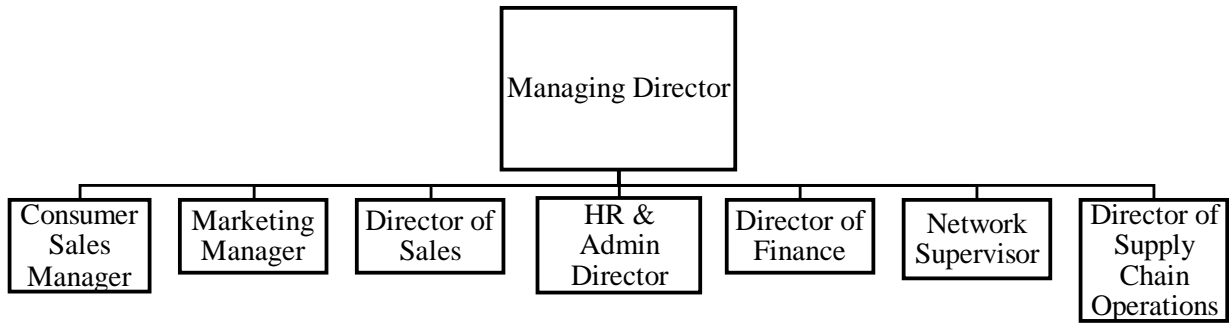 Managing Director
Consumer
Sales
Manager
Marketing
Manager
Director of
Sales
HR &
Admin
Director
Director of
Finance
Network
Supervisor
Director of
Supply
Chain
Operations